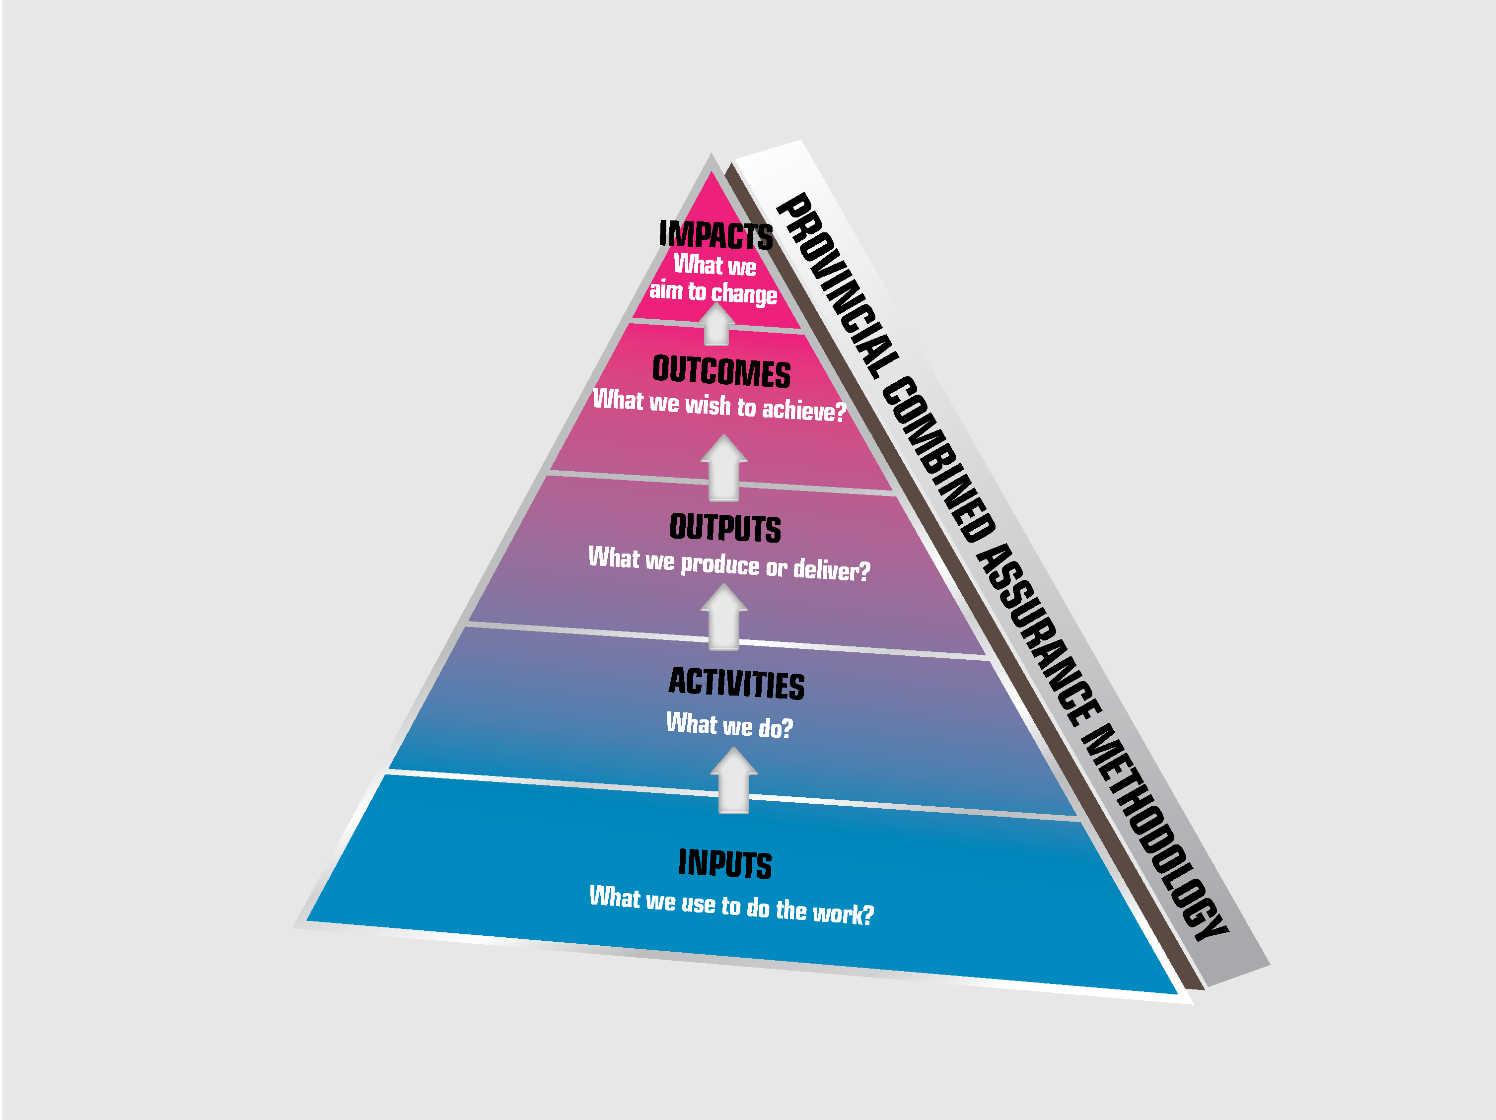 IMPACTS
What we
aim to change
OUTCOMES
What we wish to achieve?
OUTPUTS
What we produce or deliver?
ACTIVITIES
What we do?
INPUTS
What we use to do the work?
PROVINCIAL COMBINED ASSURANCE METHODOLOGY